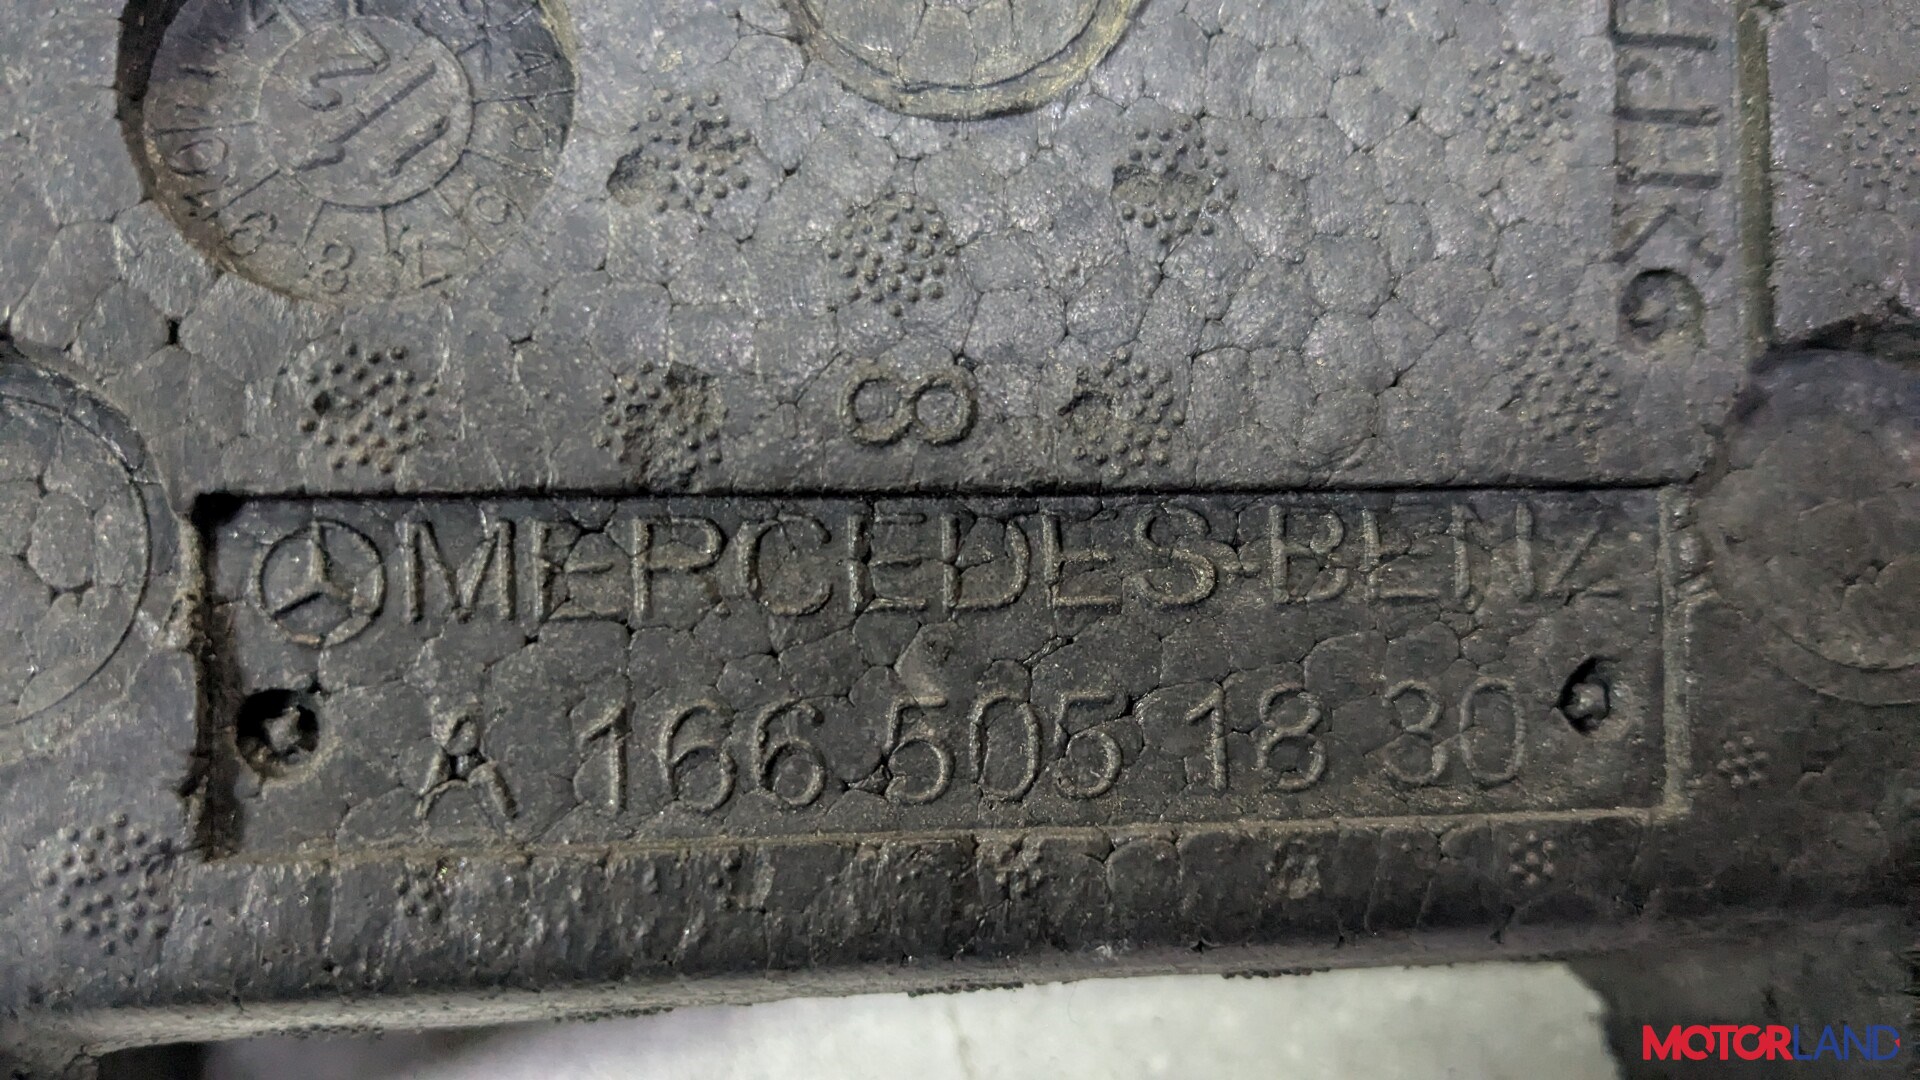 8
MERCEDES-BENZ
A 166 505 18 30
MOTORLAND